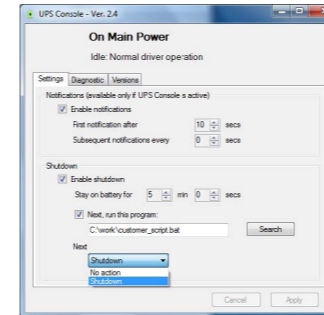 UPS Console - Ver. 2.4
On Main Power
Idle: Normal driver operation
Settings Diagnostic Versions
Notifications (available only if UPS Console s active)
Enable notifications
First notification after 10 secs
Subsequent notifications every 0 secs
Shutdown
Enable shutdown
Stay on battery for 5 min 0 secs
Next, run this program:
C:\work\customer_script.bat Search
Next
Shutdown
No action
Shutdown
Cancel Apply